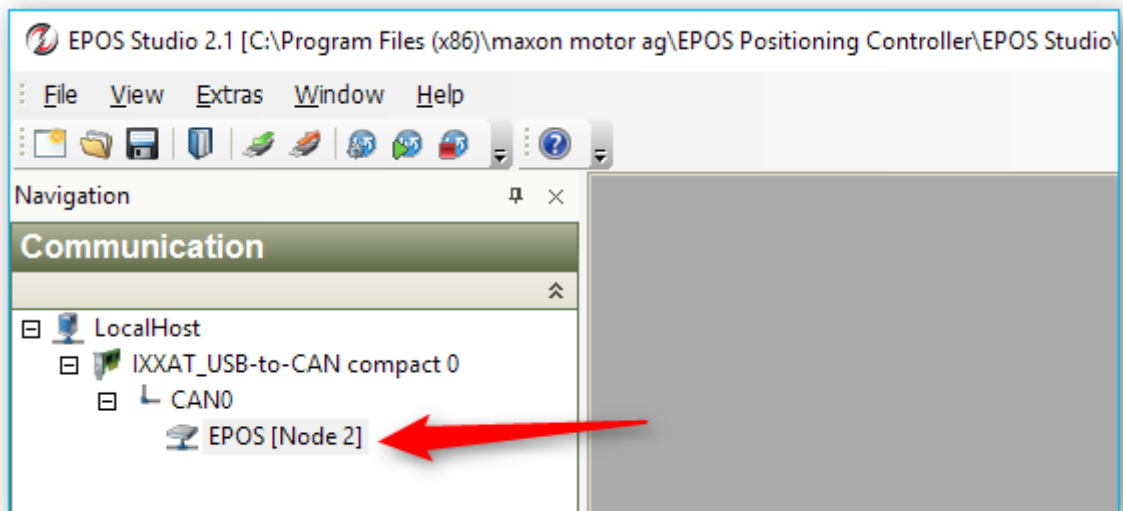 EPOS Studio 2.1 [C:\Program Files (x86)\maxon motor ag\EPOS Positioning Controller\EPOS Studio\
File View Extras Window Help
Navigation
Communication
LocalHost
IXXAT_USB-to-CAN compact 0
CAN0
EPOS [Node 2]